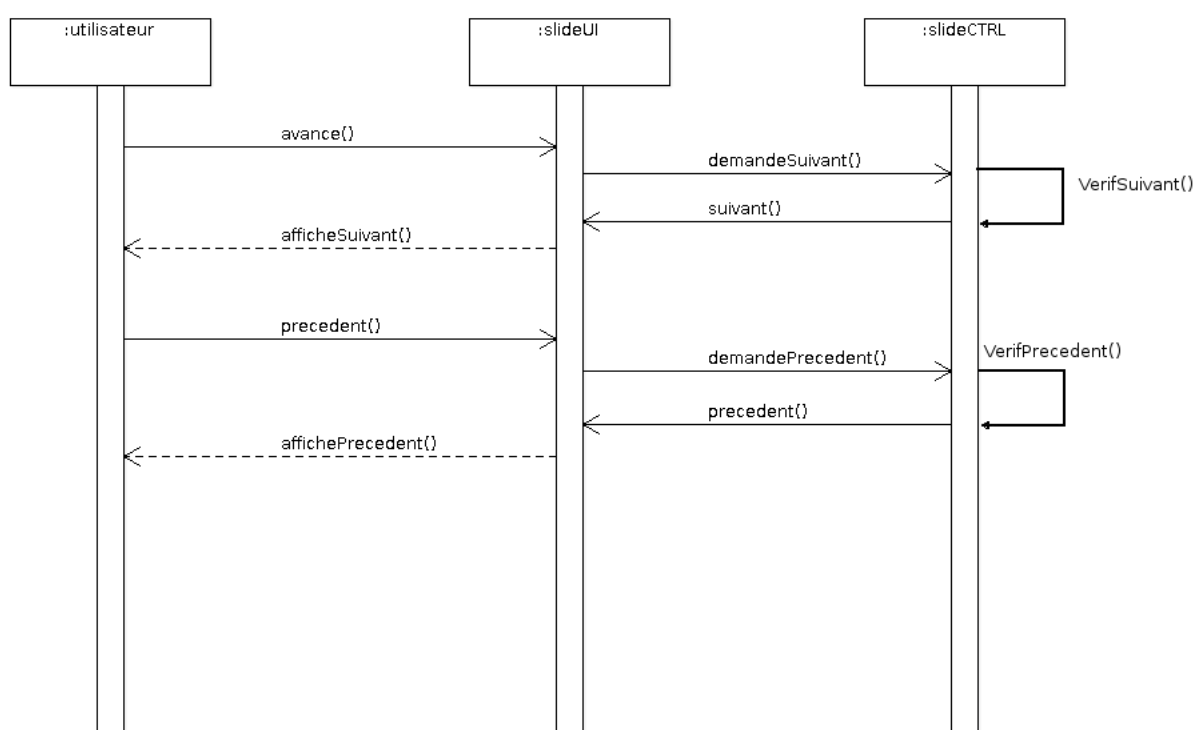 :utilisateur
:slideUI
:slideCTRL
avance()
demandeSuivant()
VerifSuivant()
suivant()
afficheSuivant()
precedent()
demandePrecedent()
VerifPrecedent()
precedent()
affichePrecedent()